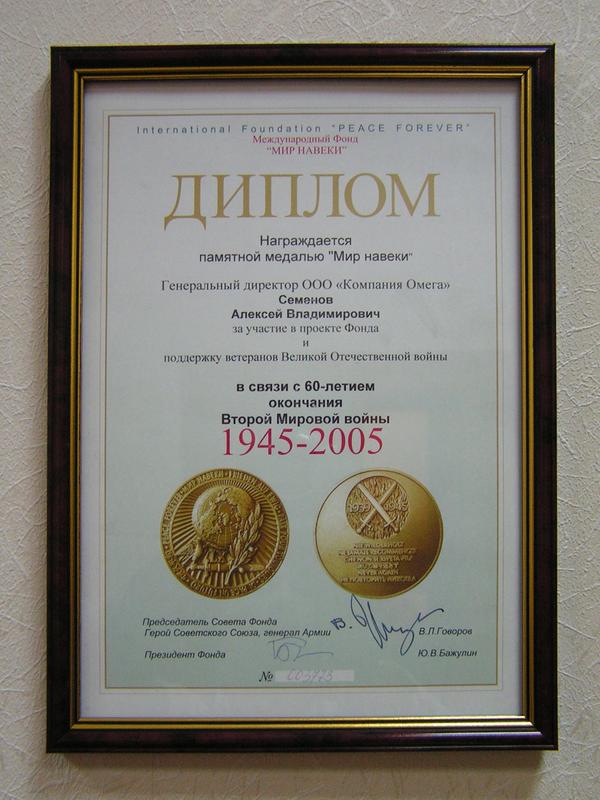 International Foundation "PEACE FOREVER"
Международный Фонд
"МИР НАВЕКИ"
ДИПЛОМ
Награждается
памятной медалью "Мир навеки"
Генеральный директор ООО «Компания Омега»
Семенов
Алексей Владимирович
за участие в проекте Фонда
и
поддержку ветеранов Великой Отечественной войны
в связи с 60-летием
окончания
Второй Мировой войны
1945-2005
1939 1945
Председатель Совета Фонда
Герой Советского Союза, генерал Армии В.Л.Говоров
Президент Фонда Ю.В.Бажулин
№